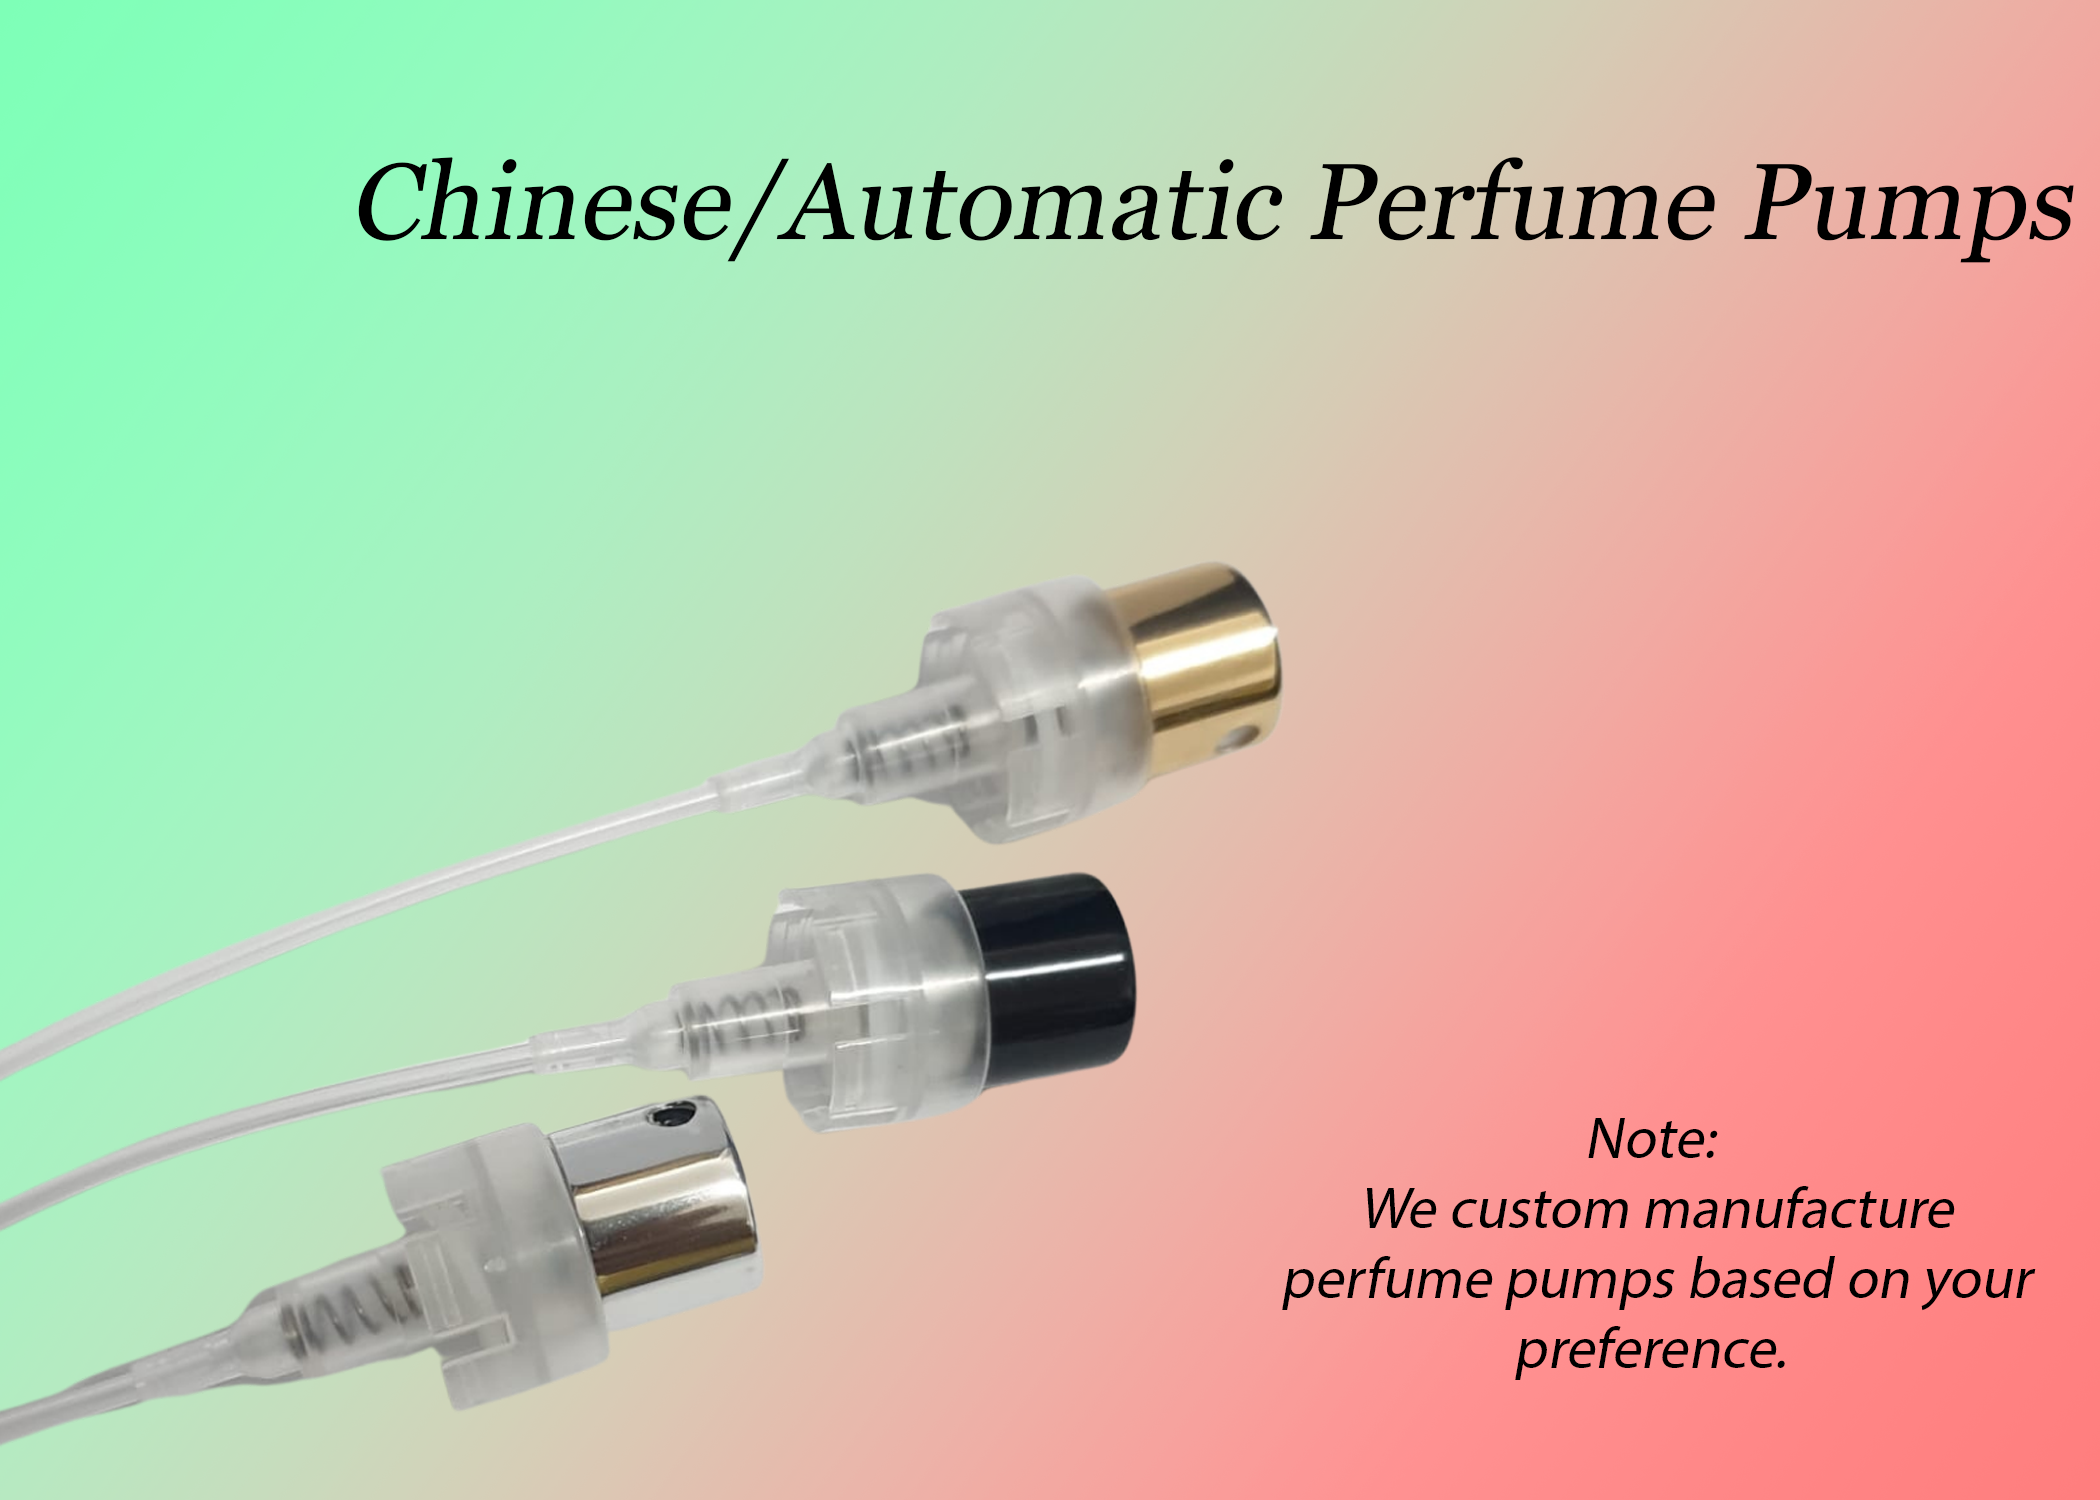 Chinese/Automatic Perfume Pumps
Note:
We custom manufacture
perfume pumps based on your
preference.